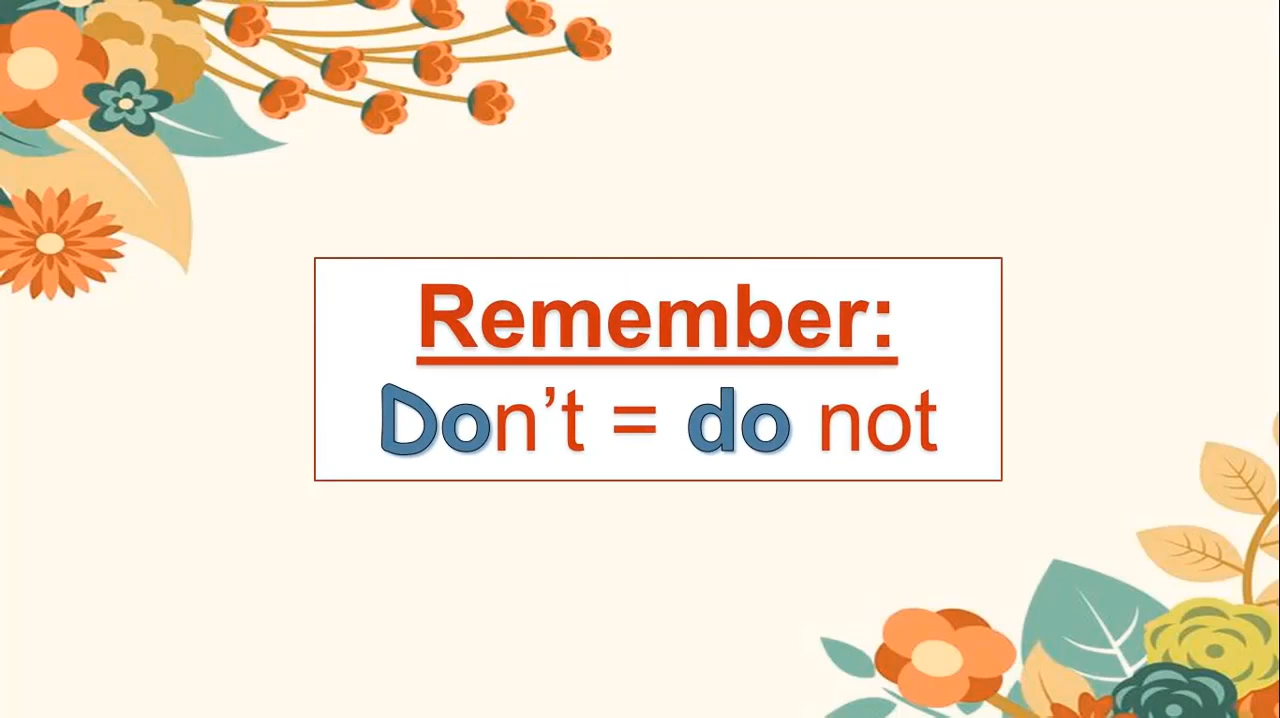 Remember:
Don’t = do not